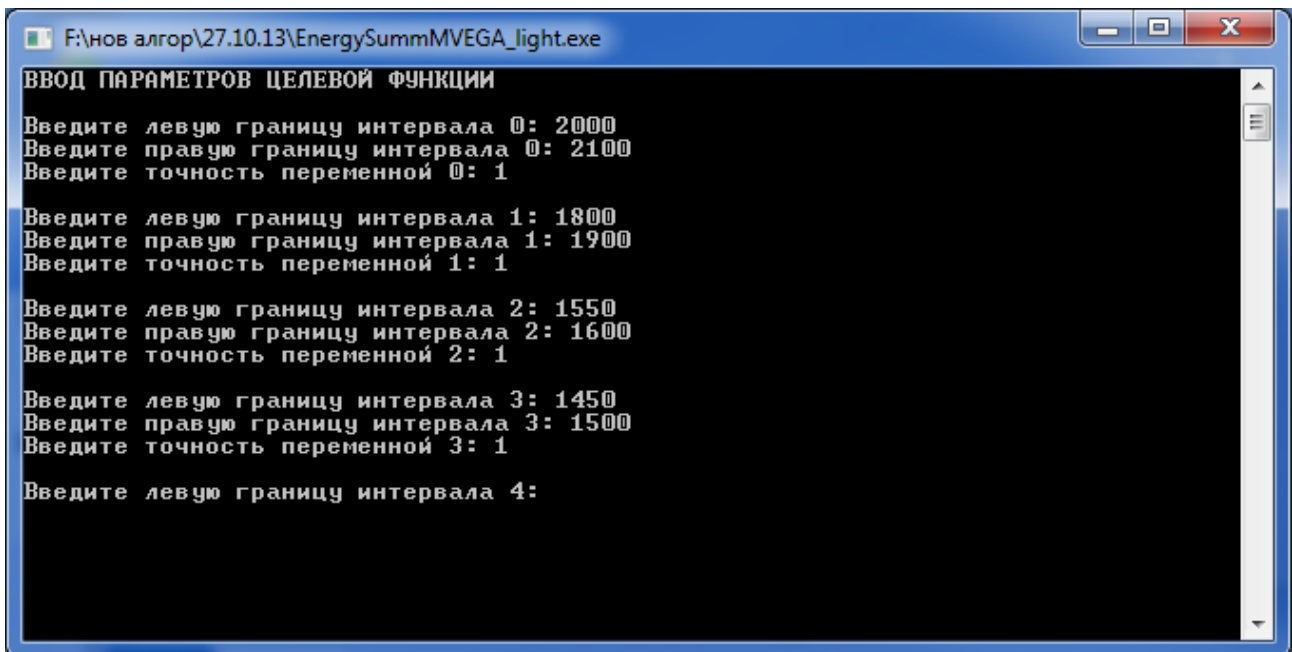 F:\нов алгор\27.10.13\EnergySummMVEGA_light.exe
ВВОД ПАРАМЕТРОВ ЦЕЛЕВОЙ ФУНКЦИИ
Введите левую границу интервала 0: 2000
Введите правую границу интервала 0: 2100
Введите точность переменной 0: 1
Введите левую границу интервала 1: 1800
Введите правую границу интервала 1: 1900
Введите точность переменной 1: 1
Введите левую границу интервала 2: 1550
Введите правую границу интервала 2: 1600
Введите точность переменной 2: 1
Введите левую границу интервала 3: 1450
Введите правую границу интервала 3: 1500
Введите точность переменной 3: 1
Введите левую границу интервала 4: